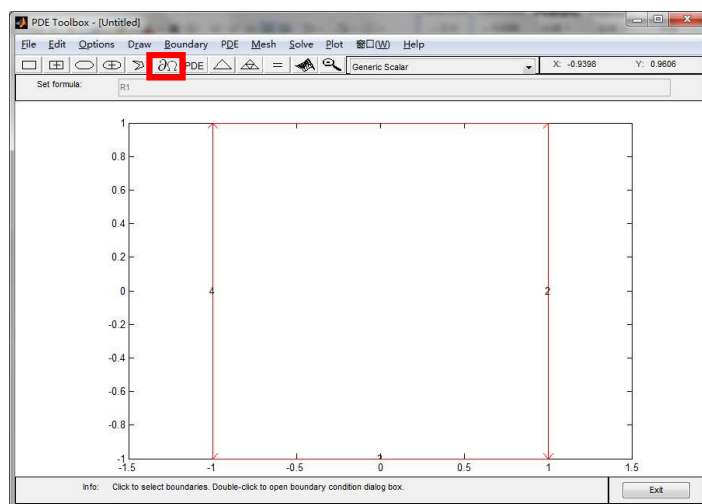 PDE Toolbox - [Untitled]
File Edit Options Draw Boundary PDE Mesh Solve Plot 窗口(W) Help
∂Ω PDE = Generic Scalar X: -0.9398 Y: 0.9606
Set formula: R1
1
0.8
0.6
0.4
0.2
0
-0.2
-0.4
-0.6
-0.8
-1
4
2
-1.5 -1 -0.5 0 0.5 1 1.5
Info: Click to select boundaries. Double-click to open boundary condition dialog box. Exit